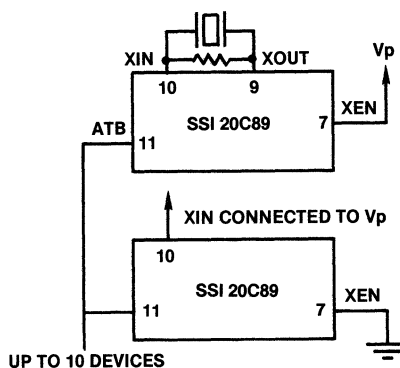 XIN XOUT Vp
10 9
SSI 20C89 7 XEN
ATB 11
XIN CONNECTED TO Vp
10
SSI 20C89
11 7 XEN
UP TO 10 DEVICES